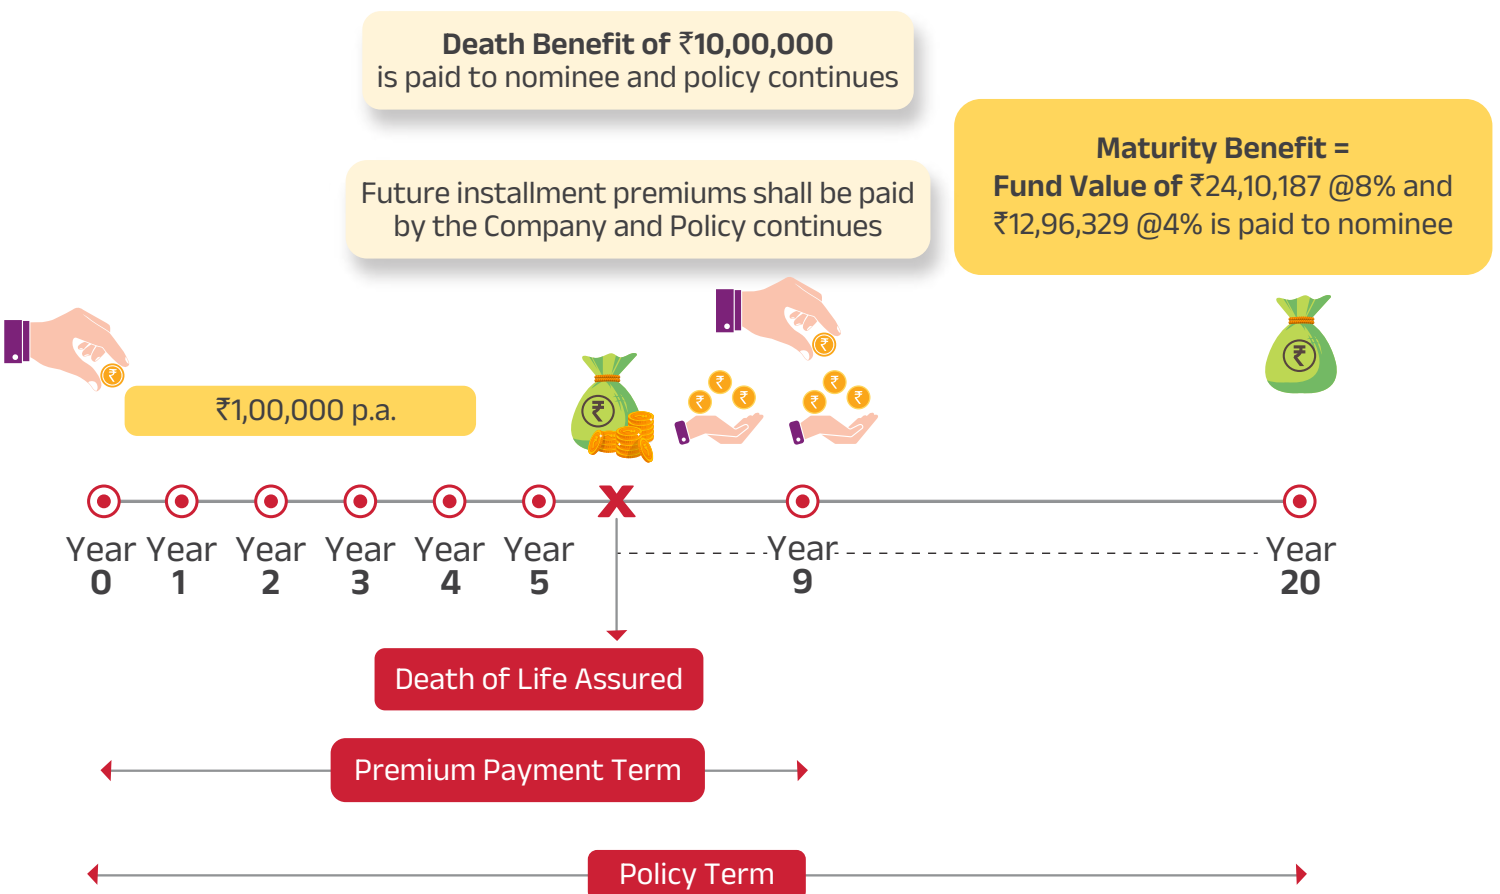 Death Benefit of ₹10,00,000
is paid to nominee and policy continues
Future installment premiums shall be paid
by the Company and Policy continues
Maturity Benefit =
Fund Value of ₹24,10,187 @8% and
₹12,96,329 @4% is paid to nominee
₹1,00,000 p.a.
Year 0
Year 1
Year 2
Year 3
Year 4
Year 5
Year 9
Year 20
Death of Life Assured
Premium Payment Term
Policy Term